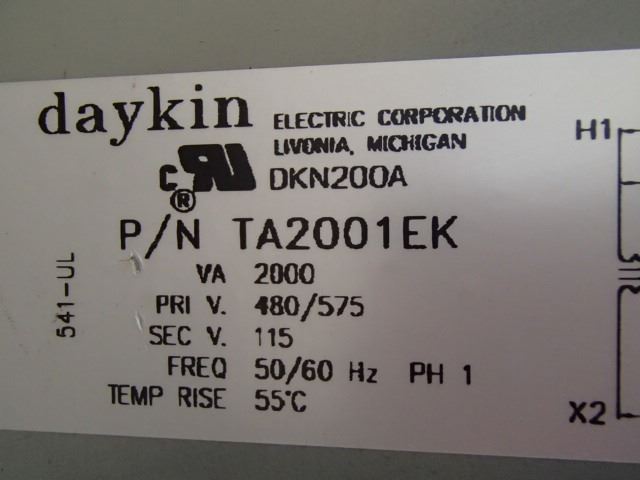 daykin ELECTRIC CORPORATION
LIVONIA, MICHIGAN
C RU ® DKN200A
P/N TA2001EK
VA 2000
PRI V. 480/575
SEC V. 115
FREQ 50/60 Hz PH 1
TEMP RISE 55°C
541-UL
H1
X2